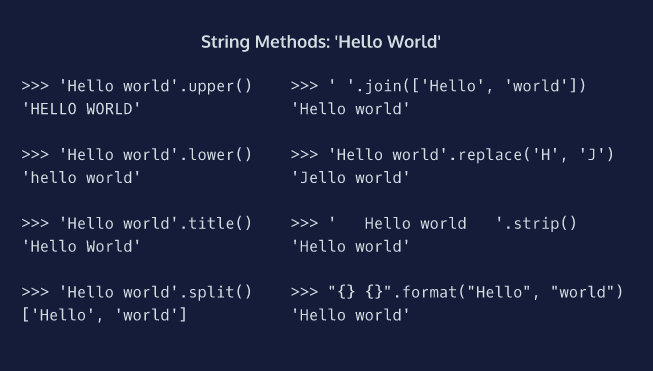 String Methods: 'Hello World'
>>> 'Hello world'.upper()
'HELLO WORLD'
>>> 'Hello world'.lower()
'hello world'
>>> 'Hello world'.title()
'Hello World'
>>> 'Hello world'.split()
['Hello', 'world']
>>> ' '.join(['Hello', 'world'])
'Hello world'
>>> 'Hello world'.replace('H', 'J')
'Jello world'
>>> '   Hello world   '.strip()
'Hello world'
>>> "{} {}".format("Hello", "world")
'Hello world'